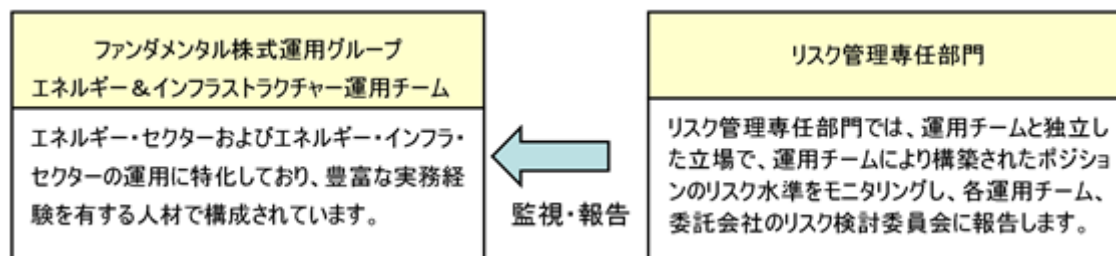 ファンダメンタル株式運用グループ
エネルギー＆インフラストラクチャー運用チーム
エネルギー・セクターおよびエネルギー・インフラ・
セクターの運用に特化しており、豊富な実務経
験を有する人材で構成されています。
監視・報告
リスク管理専任部門
リスク管理専任部門では、運用チームと独立し
た立場で、運用チームにより構築されたポジショ
ンのリスク水準をモニタリングし、各運用チーム、
委託会社のリスク検討委員会に報告します。